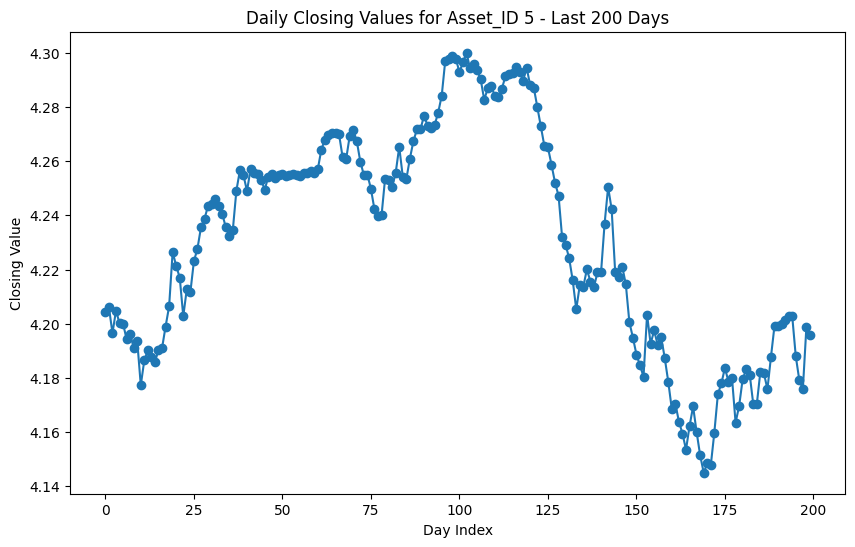 Daily Closing Values for Asset_ID 5 - Last 200 Days
4.30
4.28
4.26
4.24
4.22
4.20
4.18
4.16
4.14
Closing Value
0 25 50 75 100 125 150 175 200
Day Index